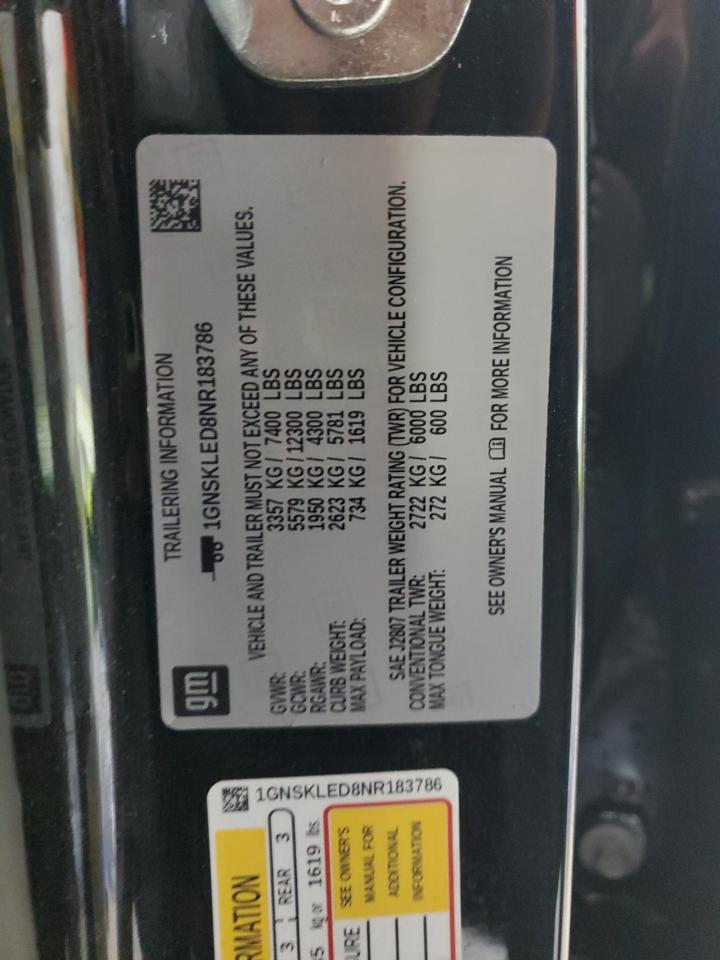 gm
TRAILERING INFORMATION
1GNSKLED8NR183786
VEHICLE AND TRAILER MUST NOT EXCEED ANY OF THESE VALUES.
GVWR: 3357 KG / 7400 LBS
GCWR: 5579 KG / 12300 LBS
RGAWR: 1950 KG / 4300 LBS
CURB WEIGHT: 2623 KG / 5781 LBS
MAX PAYLOAD: 734 KG / 1619 LBS
SAE J2807 TRAILER WEIGHT RATING (TWR) FOR VEHICLE CONFIGURATION.
CONVENTIONAL TWR: 2722 KG / 6000 LBS
MAX TONGUE WEIGHT: 272 KG / 600 LBS
SEE OWNER'S MANUAL FOR MORE INFORMATION
RMATION
3 REAR 3
5 kg or 1619 lbs.
URE
SEE OWNER'S
MANUAL FOR
ADDITIONAL
INFORMATION
1GNSKLED8NR183786